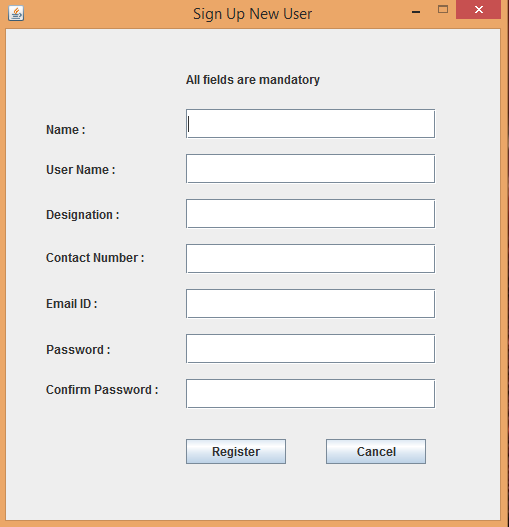 Sign Up New User
All fields are mandatory
Name :
User Name :
Designation :
Contact Number :
Email ID :
Password :
Confirm Password :
Register Cancel